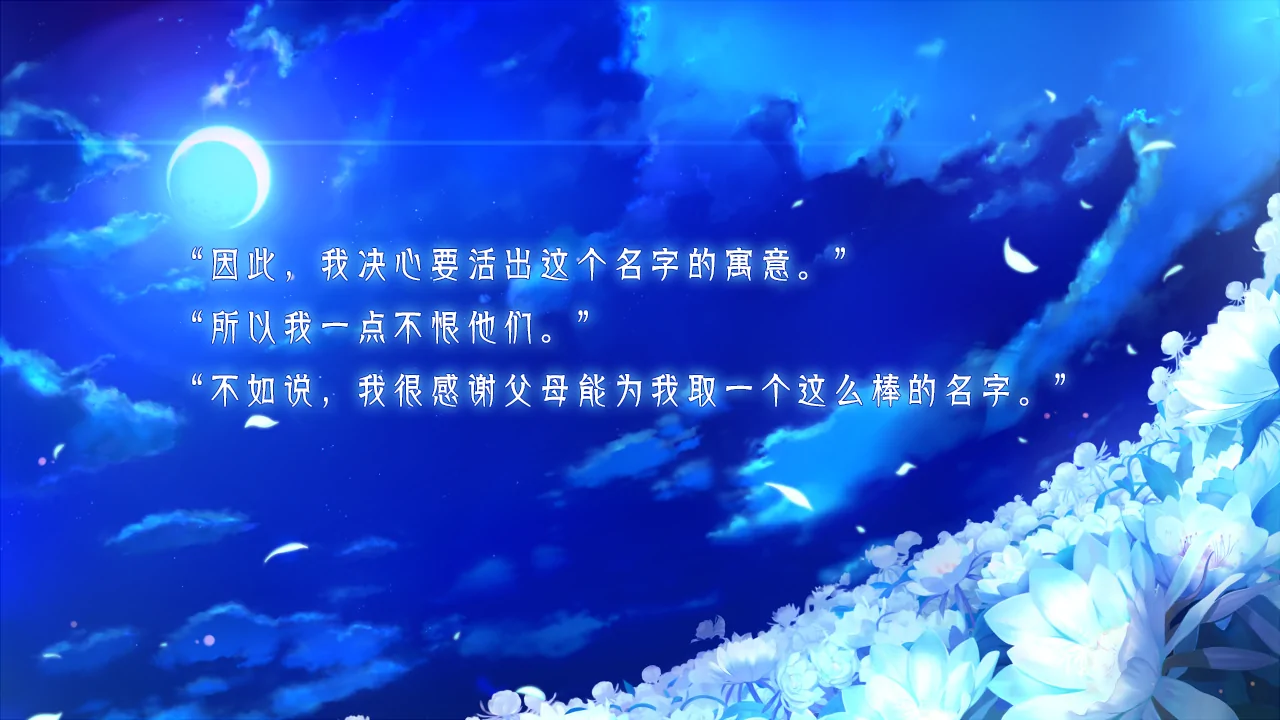 “因此，我决心要活出这个名字的寓意。”
“所以我一点不恨他们。”
“不如说，我很感谢父母能为我取一个这么棒的名字。”